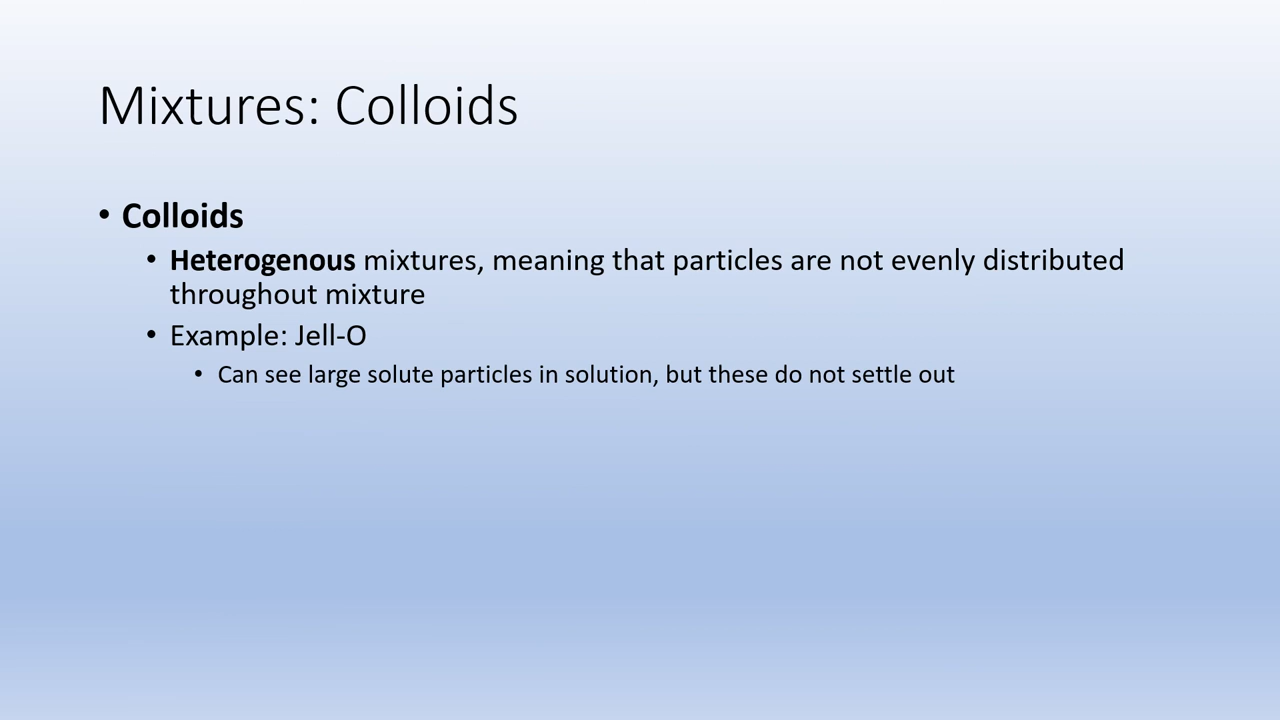 Mixtures: Colloids
• Colloids
• Heterogenous mixtures, meaning that particles are not evenly distributed
throughout mixture
• Example: Jell-O
• Can see large solute particles in solution, but these do not settle out